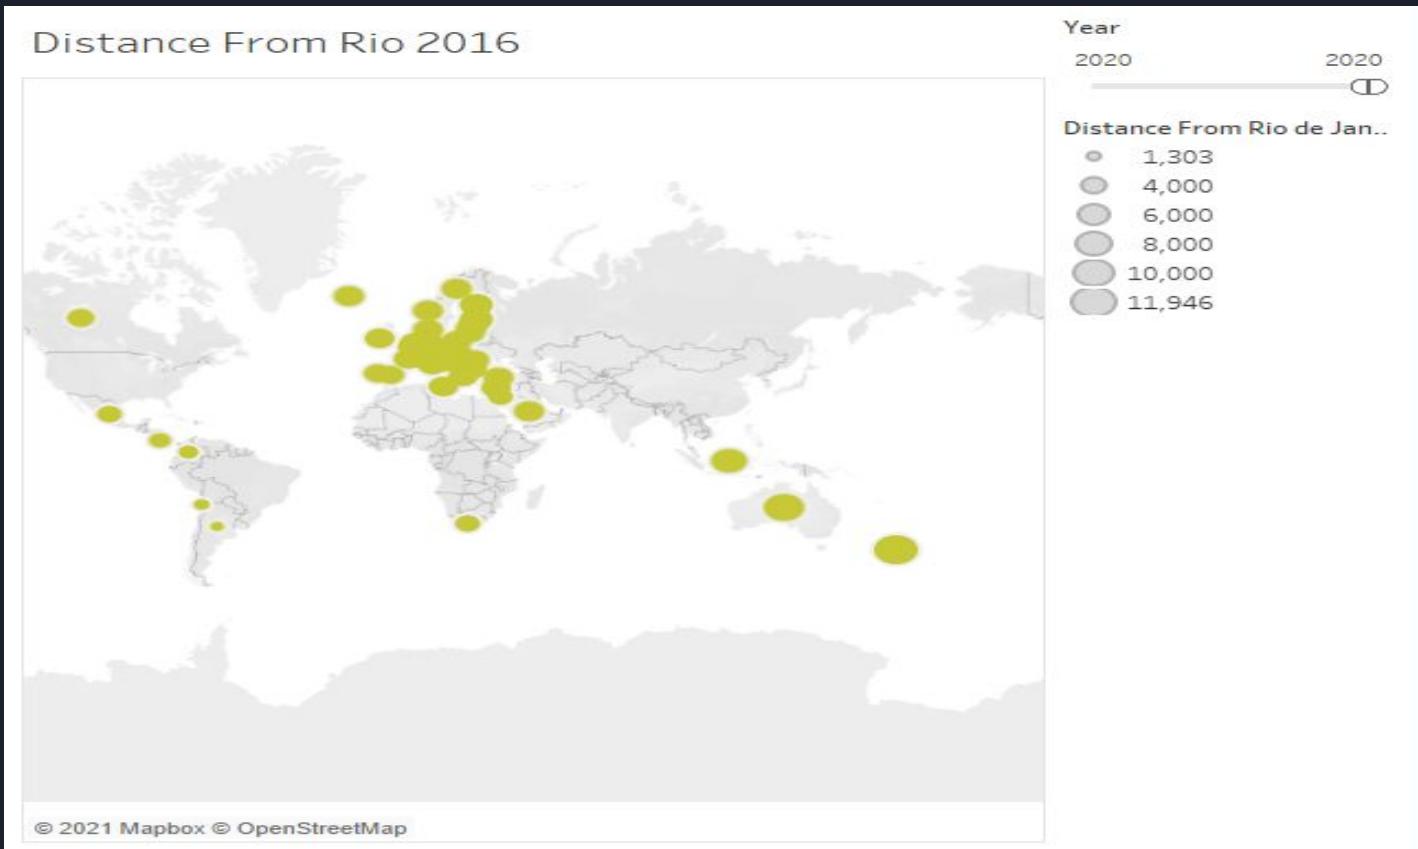 Distance From Rio 2016
Year
2020 2020
Distance From Rio de Jan..
1,303
4,000
6,000
8,000
10,000
11,946
© 2021 Mapbox © OpenStreetMap